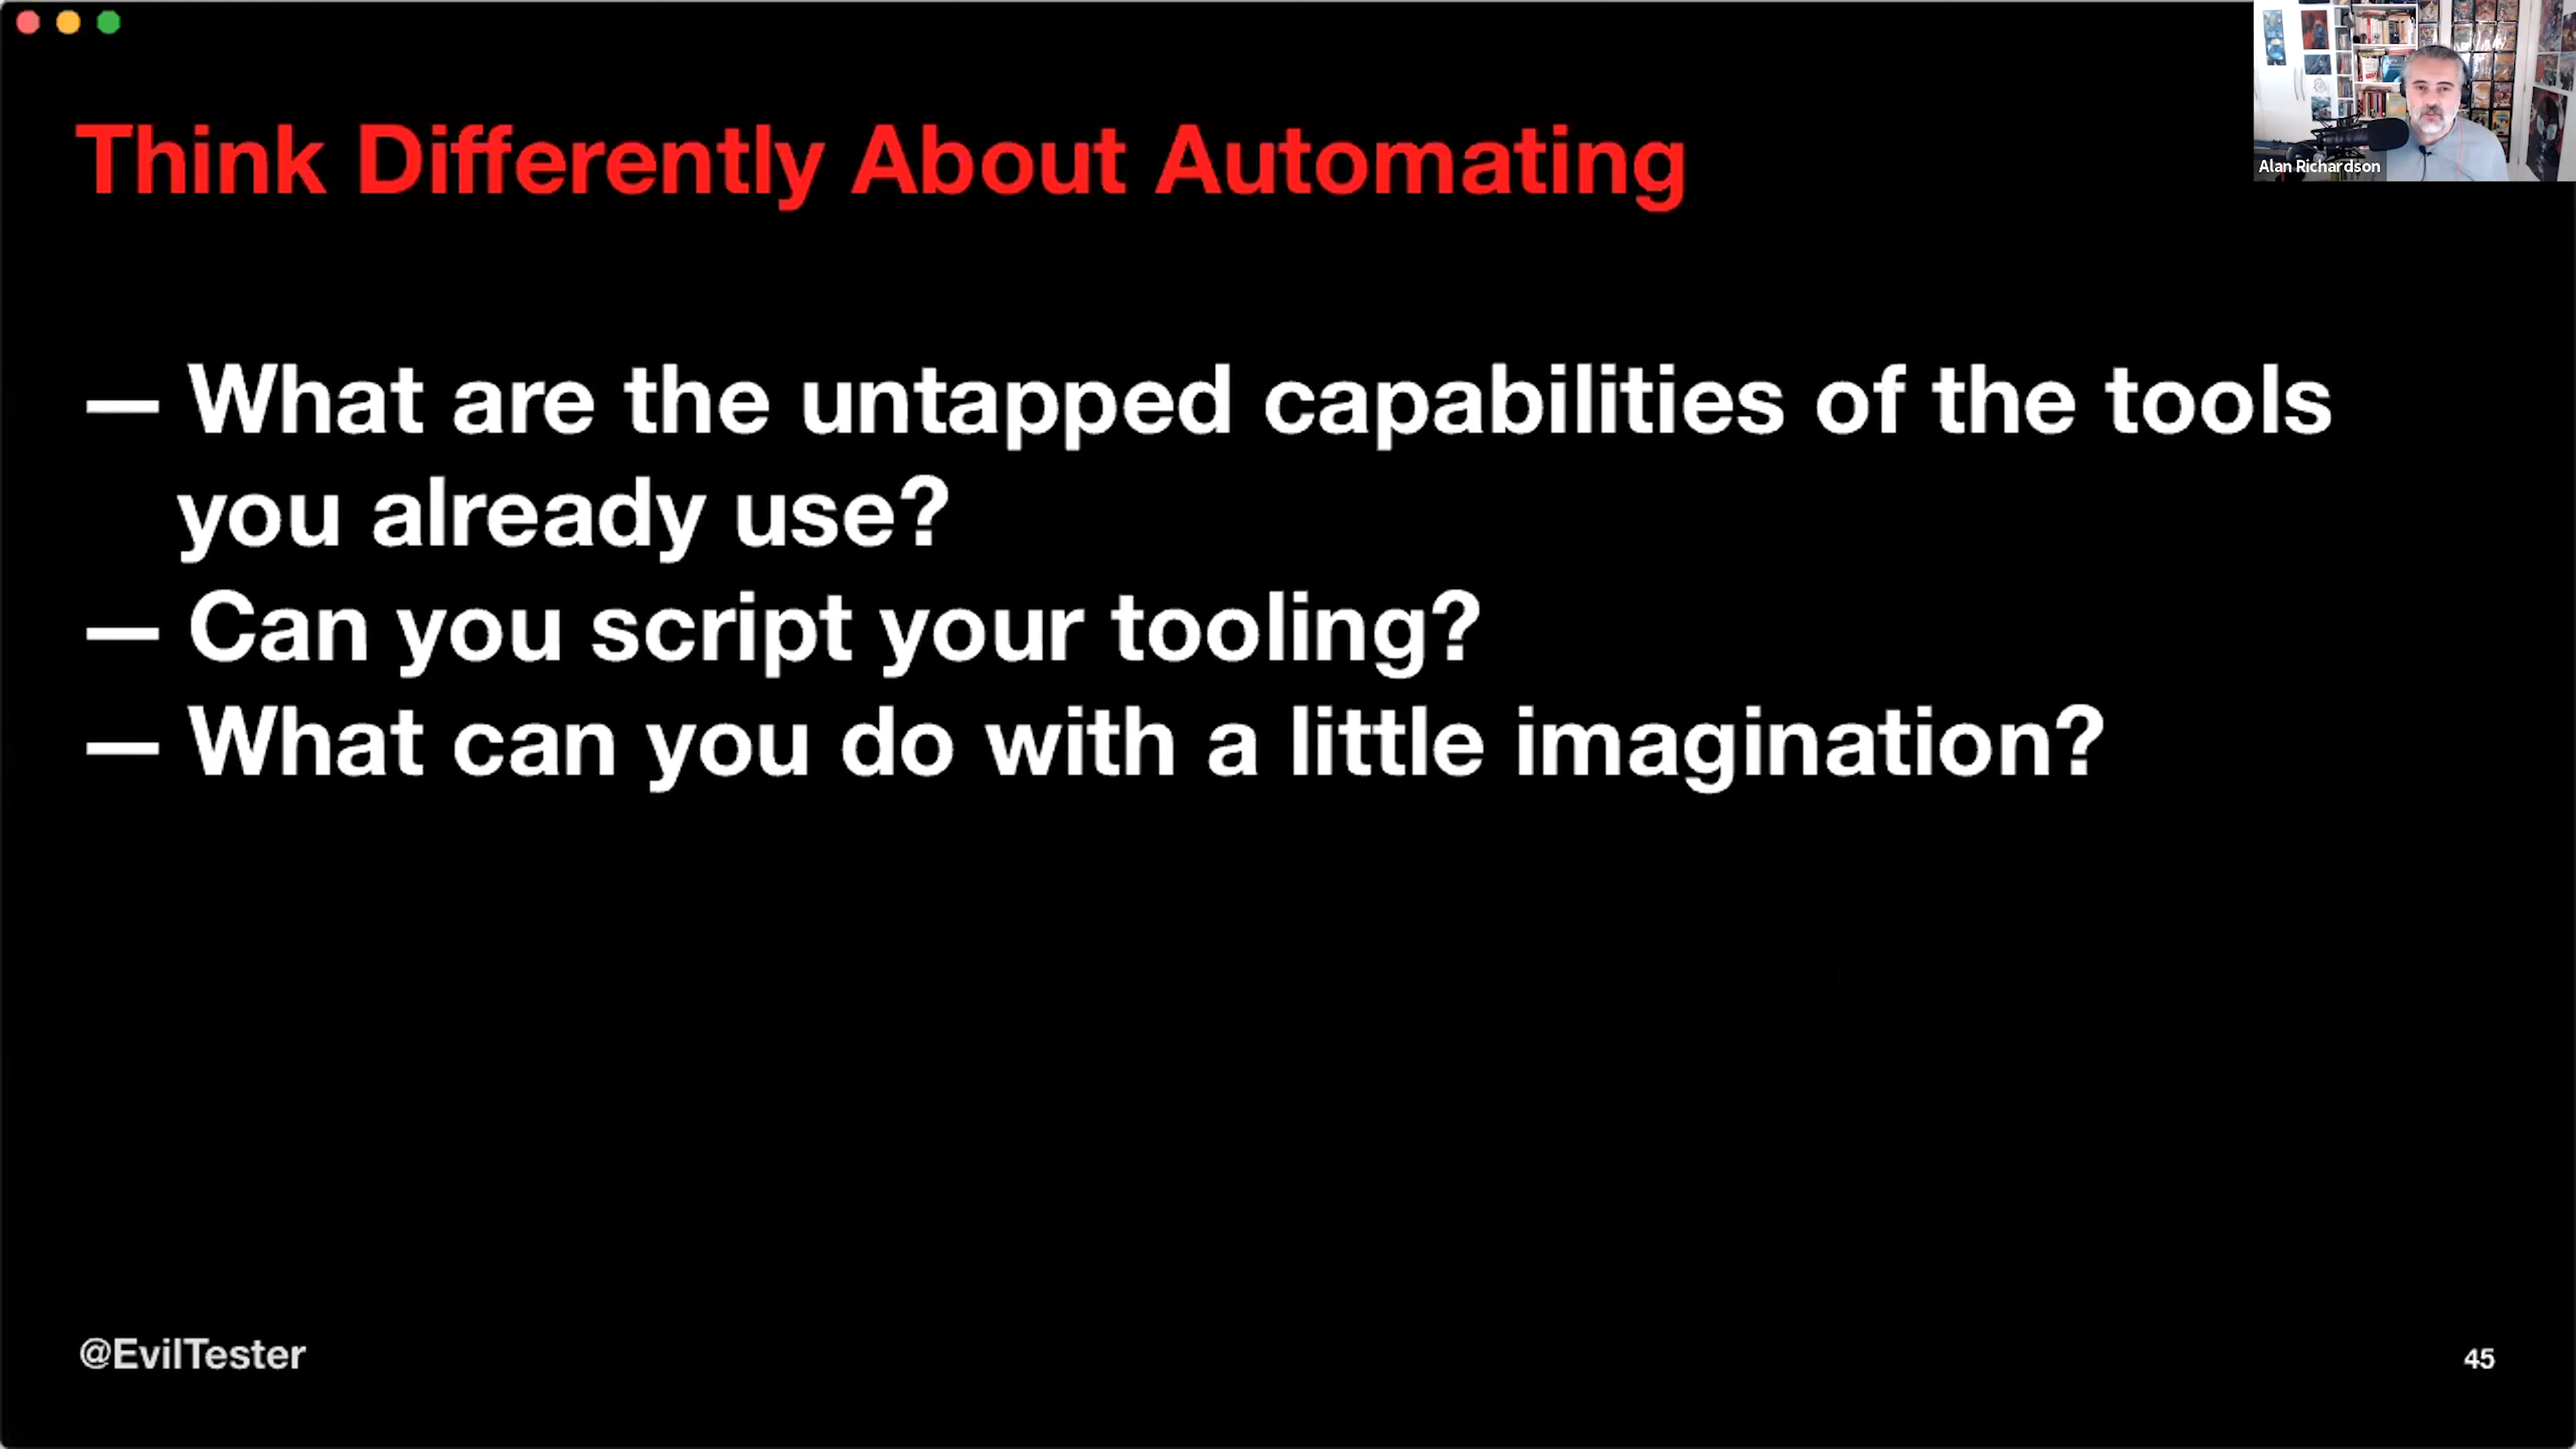 Think Differently About Automating
Alan Richardson
— What are the untapped capabilities of the tools
you already use?
— Can you script your tooling?
— What can you do with a little imagination?
@EvilTester
45